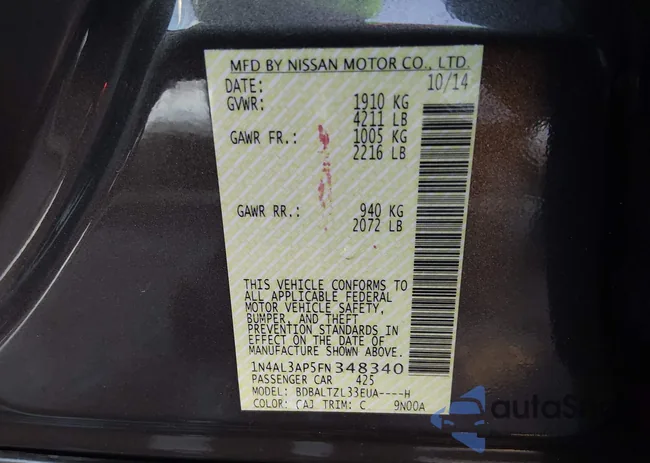 MFD BY NISSAN MOTOR CO., LTD.
DATE: 10/14
GVWR: 1910 KG
4211 LB
GAWR FR.: 1005 KG
2216 LB
GAWR RR.: 940 KG
2072 LB
THIS VEHICLE CONFORMS TO
ALL APPLICABLE FEDERAL
MOTOR VEHICLE SAFETY,
BUMPER, AND THEFT
PREVENTION STANDARDS IN
EFFECT ON THE DATE OF
MANUFACTURE SHOWN ABOVE.
1N4AL3AP5FN348340
PASSENGER CAR 425
MODEL: BDBALTZL33EUA----H
COLOR: CAJ TRIM: C 9N00A